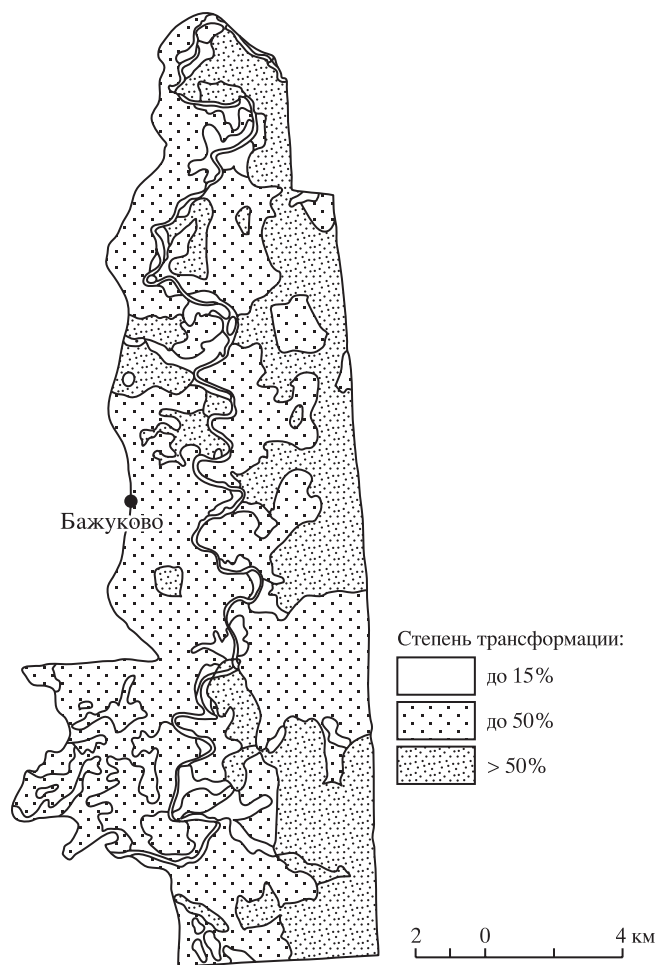 Бажуково
Степень трансформации:
до 15%
до 50%
> 50%
2 0 4 км